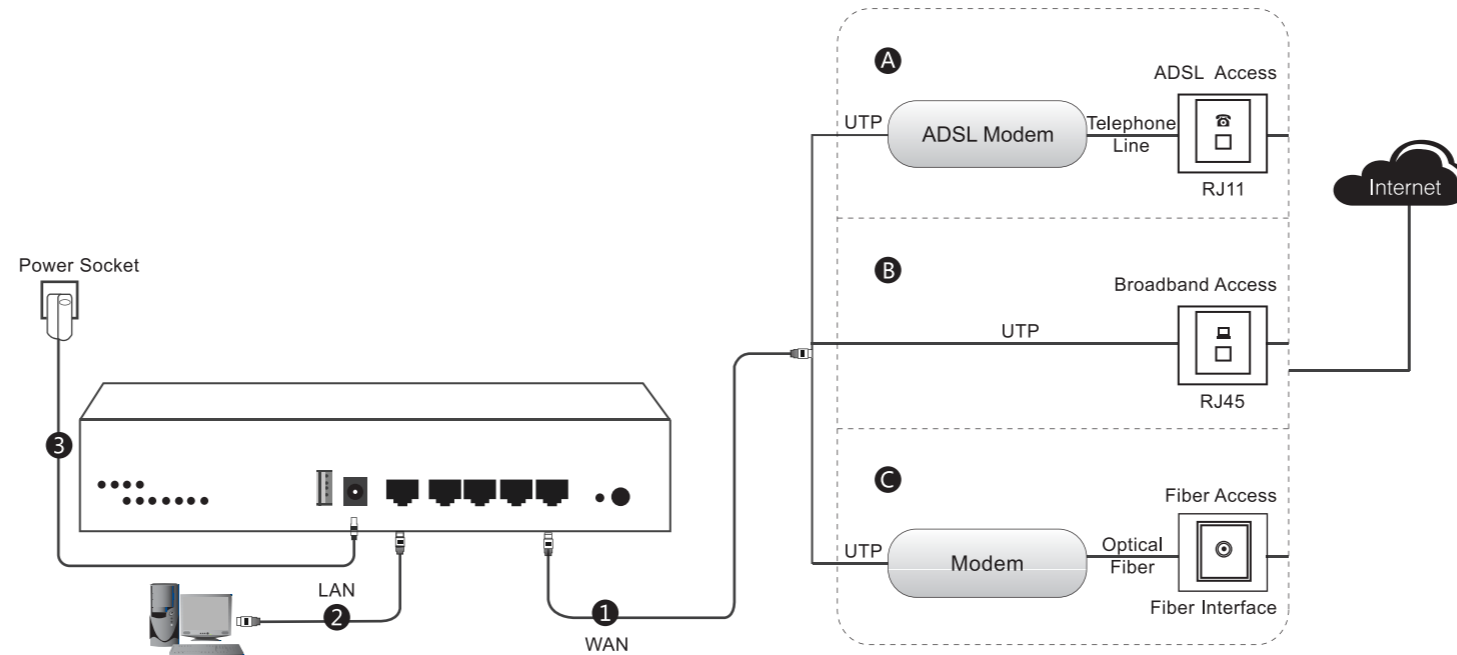 A
ADSL Access
UTP
ADSL Modem
Telephone
Line
RJ11
Internet
B
Broadband Access
UTP
RJ45
Power Socket
3
C
Fiber Access
UTP
Modem
Optical
Fiber
Fiber Interface
LAN
2
1
WAN